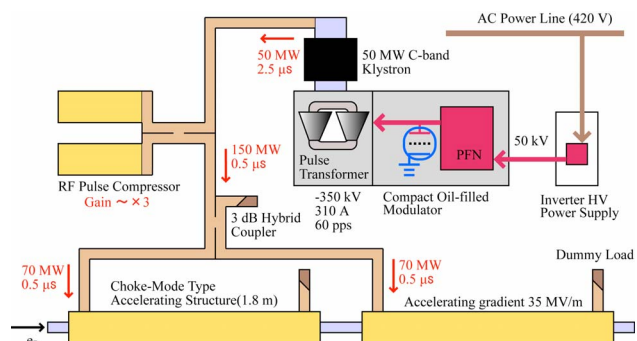 AC Power Line (420 V)
50 MW
2.5 μs
50 MW C-band
Klystron
150 MW
0.5 μs
RF Pulse Compressor
Gain ～×3
Pulse
Transformer
-350 kV
310 A
60 pps
PFN
Compact Oil-filled
Modulator
50 kV
Inverter HV
Power Supply
3 dB Hybrid
Coupler
70 MW
0.5 μs
Choke-Mode Type
Accelerating Structure(1.8 m)
70 MW
0.5 μs
Accelerating gradient 35 MV/m
Dummy Load